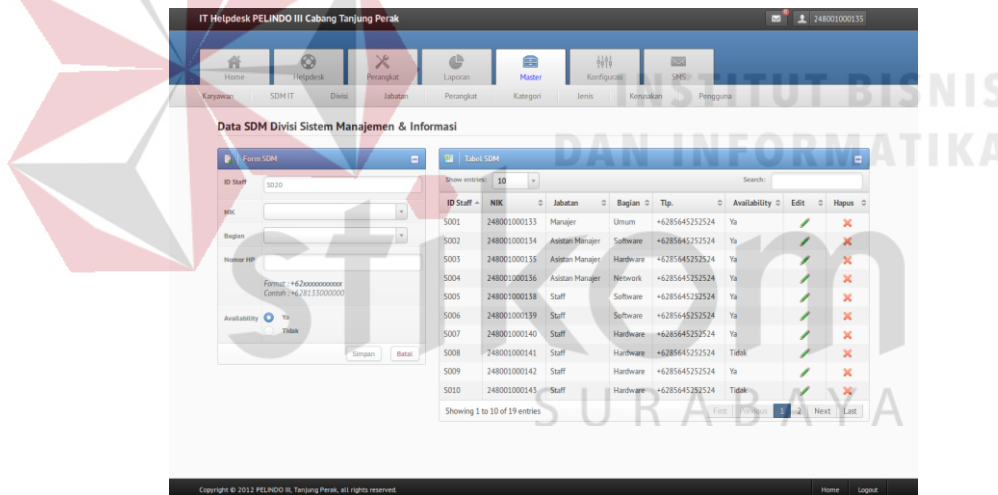 IT Helpdesk PELINDO III Cabang Tanjung Perak
248001000135
Home Helpdesk Perangkat Laporan Master Konfigurasi SMS
Karyawan SDM IT Divisi Jabatan Perangkat Kategori Jenis Kerusakan Pengguna
INSTITUT BISNIS
DAN INFORMATIKA
stikom
SURABAYA
Data SDM Divisi Sistem Manajemen & Informasi
Form SDM
ID Staff S020
NIK
Bagian
Nomor HP
Format : +62xxxxxxxxxxx
Contoh : +628133000000
Availability Ya
Tidak
Simpan Batal
Tabel SDM
Show entries: 10 Search:
ID Staff NIK Jabatan Bagian Tlp. Availability Edit Hapus
S001 248001000133 Manajer Umum +6285645252524 Ya
S002 248001000134 Asistan Manajer Software +6285645252524 Ya
S003 248001000135 Asistan Manajer Hardware +6285645252524 Ya
S004 248001000136 Asistan Manajer Network +6285645252524 Ya
S005 248001000138 Staff Software +6285645252524 Ya
S006 248001000139 Staff Software +6285645252524 Ya
S007 248001000140 Staff Hardware +6285645252524 Ya
S008 248001000141 Staff Hardware +6285645252524 Tidak
S009 248001000142 Staff Hardware +6285645252524 Ya
S010 248001000143 Staff Hardware +6285645252524 Tidak
Showing 1 to 10 of 19 entries First Previous 1 2 Next Last
Copyright © 2012 PELINDO III, Tanjung Perak, all rights reserved. Home Logout